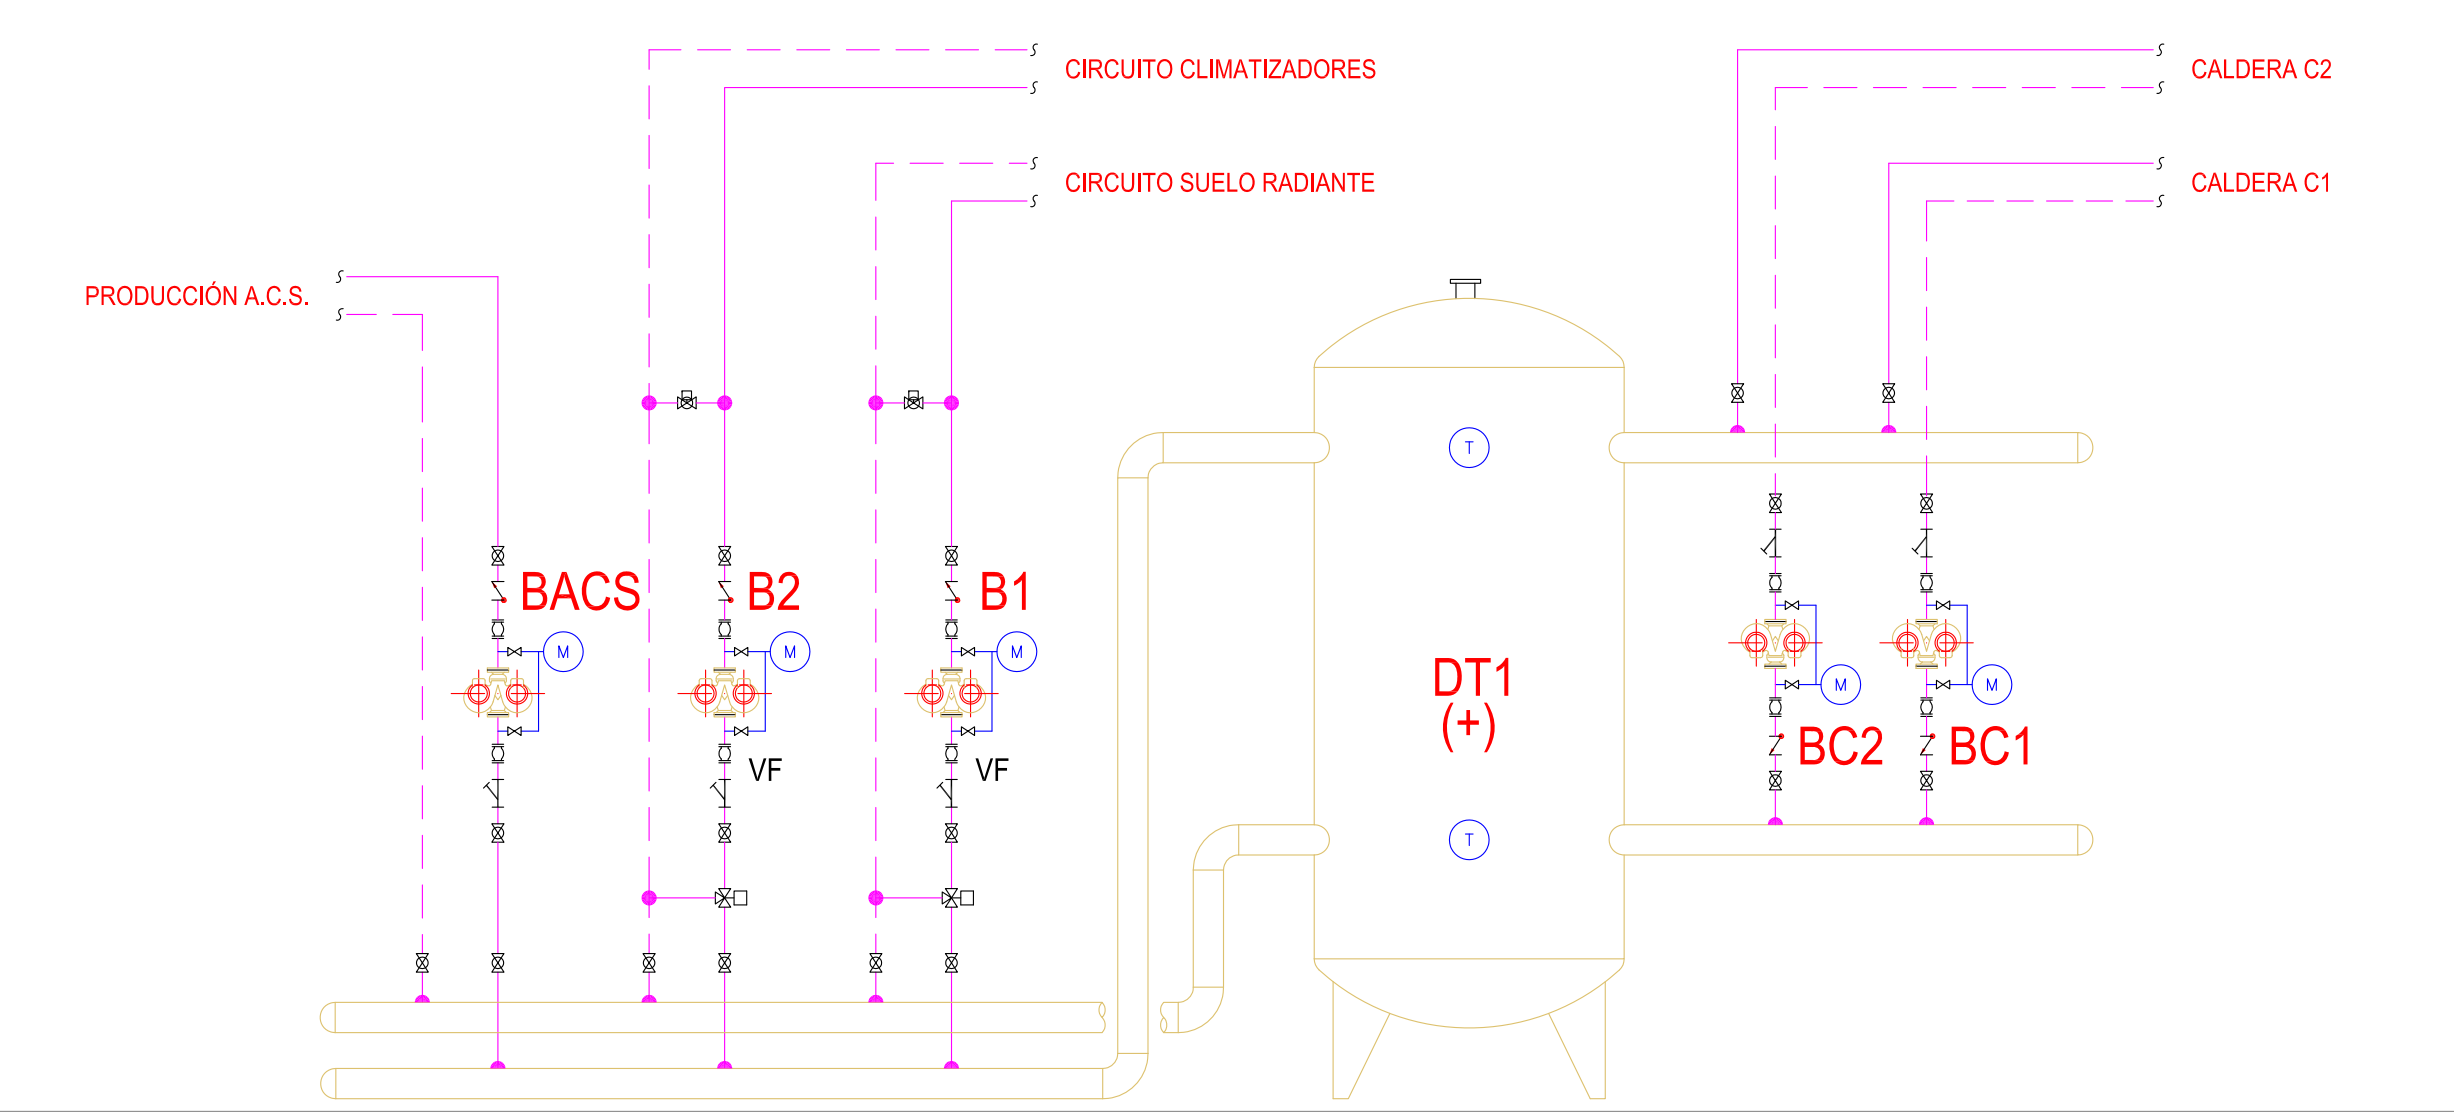 CIRCUITO CLIMATIZADORES
CALDERA C2
CIRCUITO SUELO RADIANTE
CALDERA C1
PRODUCCIÓN A.C.S.
T
BACS
B2
B1
M
M
M
DT1
(+)
M
M
BC2
BC1
VF
VF
T